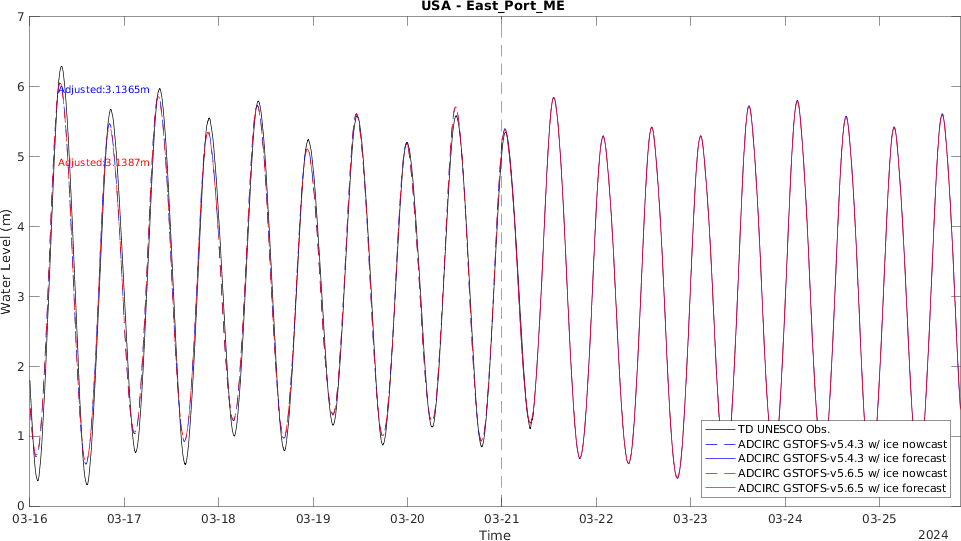 USA - East_Port_ME
7
6
5
4
3
2
1
0
Water Level (m)
Adjusted:3.1365m
Adjusted:3.1387m
TD UNESCO Obs.
ADCIRC GSTOFS-v5.4.3 w/ ice nowcast
ADCIRC GSTOFS-v5.4.3 w/ ice forecast
ADCIRC GSTOFS-v5.6.5 w/ ice nowcast
ADCIRC GSTOFS-v5.6.5 w/ ice forecast
03-16 03-17 03-18 03-19 03-20 03-21 03-22 03-23 03-24 03-25
Time
2024